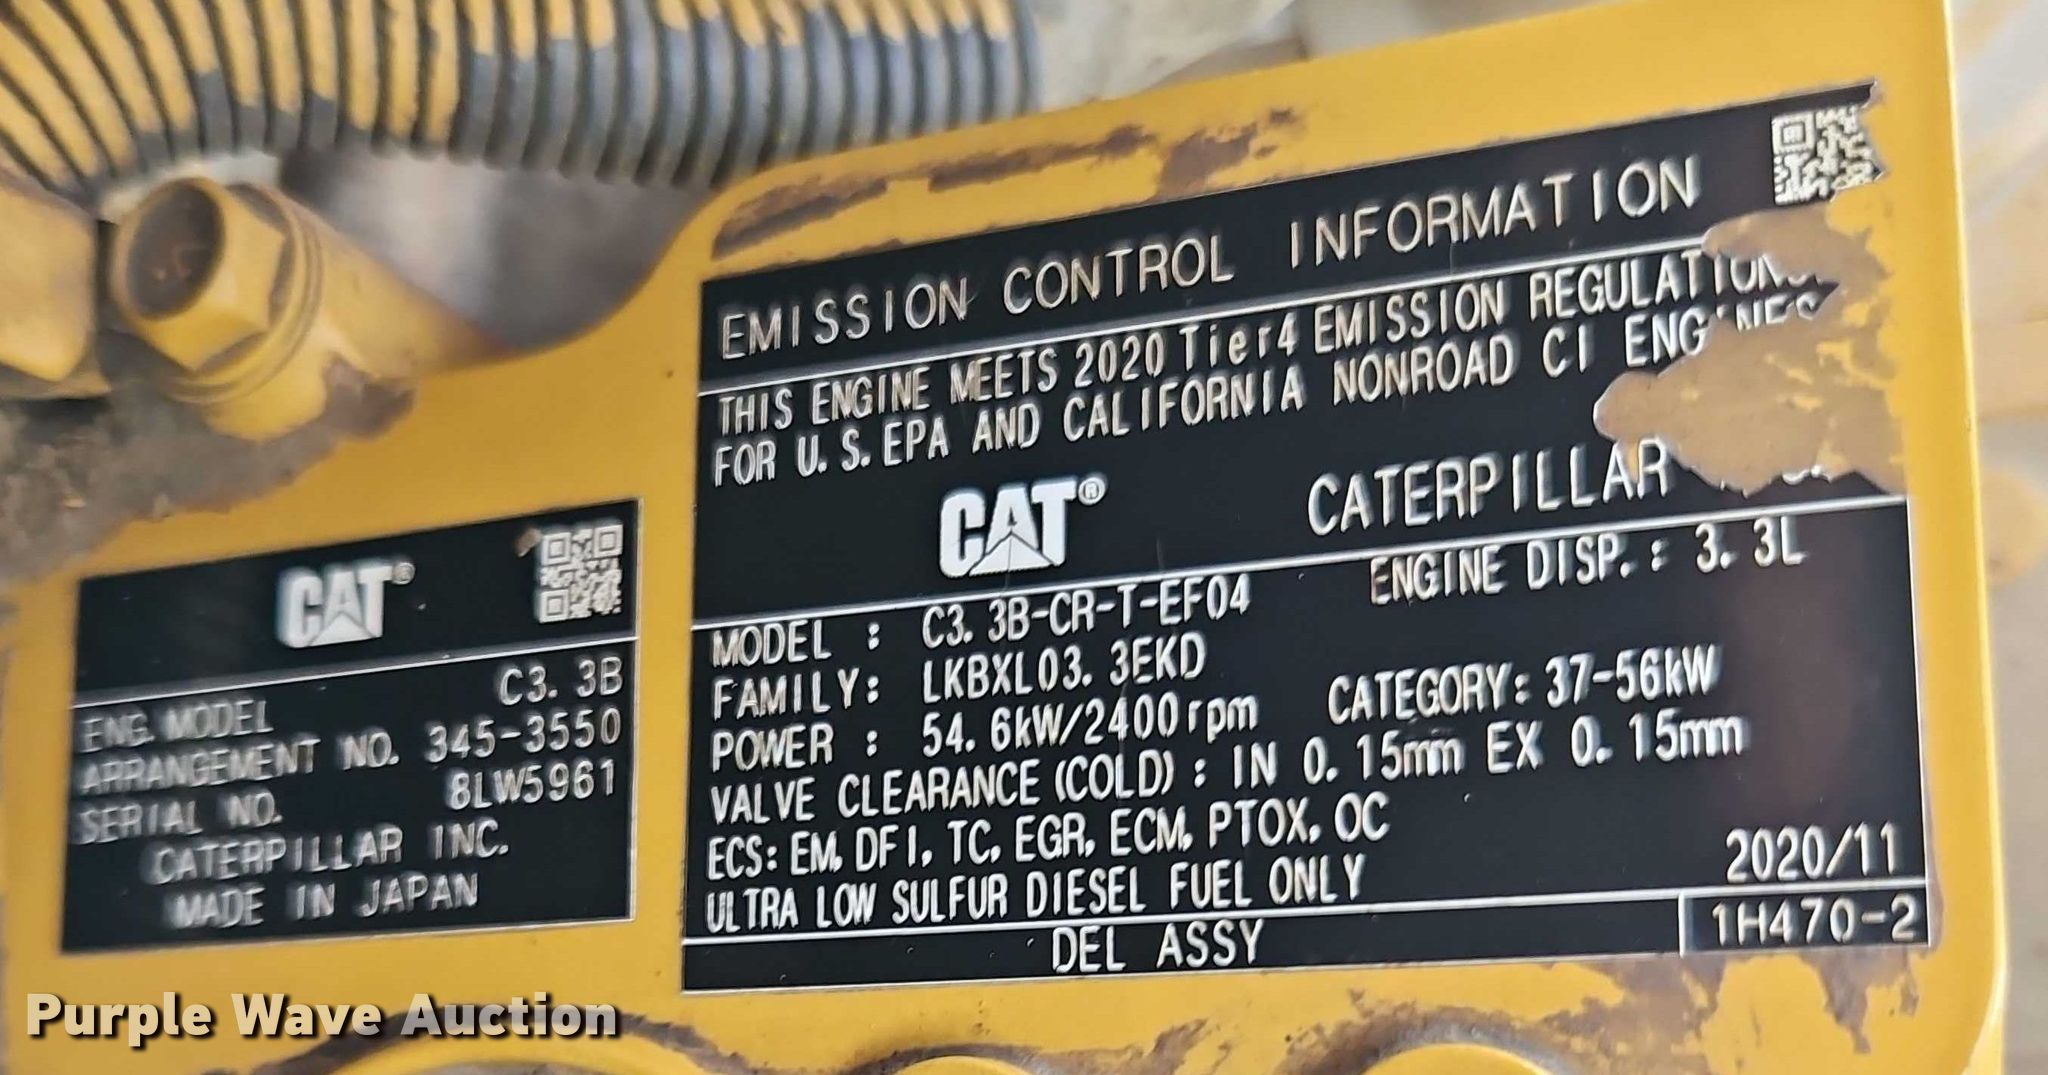 EMISSION CONTROL INFORMATION
THIS ENGINE MEETS 2020 Tier4 EMISSION REGULATIONS
FOR U.S. EPA AND CALIFORNIA NONROAD CI ENGINES
CAT® CATERPILLAR
MODEL : C3.3B-CR-T-EF04 ENGINE DISP. : 3.3L
FAMILY: LKBXL03.3EKD
POWER : 54.6kW/2400rpm CATEGORY: 37-56kW
VALVE CLEARANCE (COLD) : IN 0.15mm EX 0.15mm
ECS: EM, DFI, TC, EGR, ECM, PTOX, OC
ULTRA LOW SULFUR DIESEL FUEL ONLY 2020/11
DEL ASSY 1H470-2
CAT®
ENG. MODEL C3.3B
ARRANGEMENT NO. 345-3550
SERIAL NO. 8LW5961
CATERPILLAR INC.
MADE IN JAPAN
Purple Wave Auction